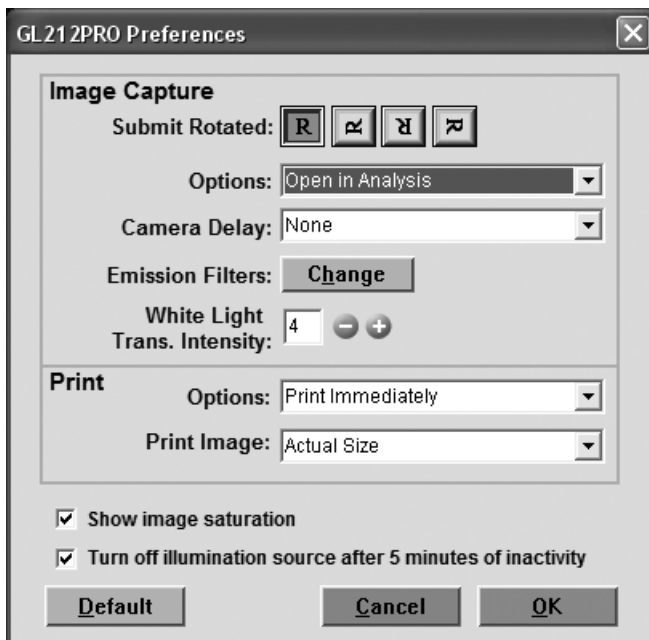 GL212PRO Preferences
Image Capture
Submit Rotated: R R R R
Options: Open in Analysis
Camera Delay: None
Emission Filters: Change
White Light
Trans. Intensity: 4
Print
Options: Print Immediately
Print Image: Actual Size
Show image saturation
Turn off illumination source after 5 minutes of inactivity
Default Cancel OK